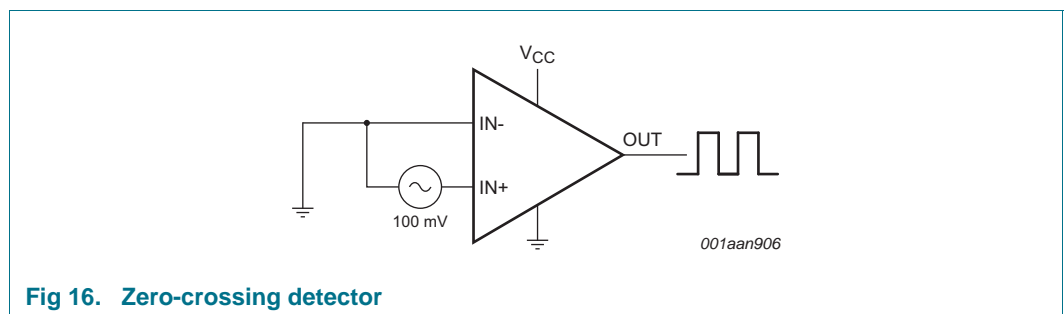 VCC
IN-
OUT
IN+
100 mV
001aan906
Fig 16. Zero-crossing detector